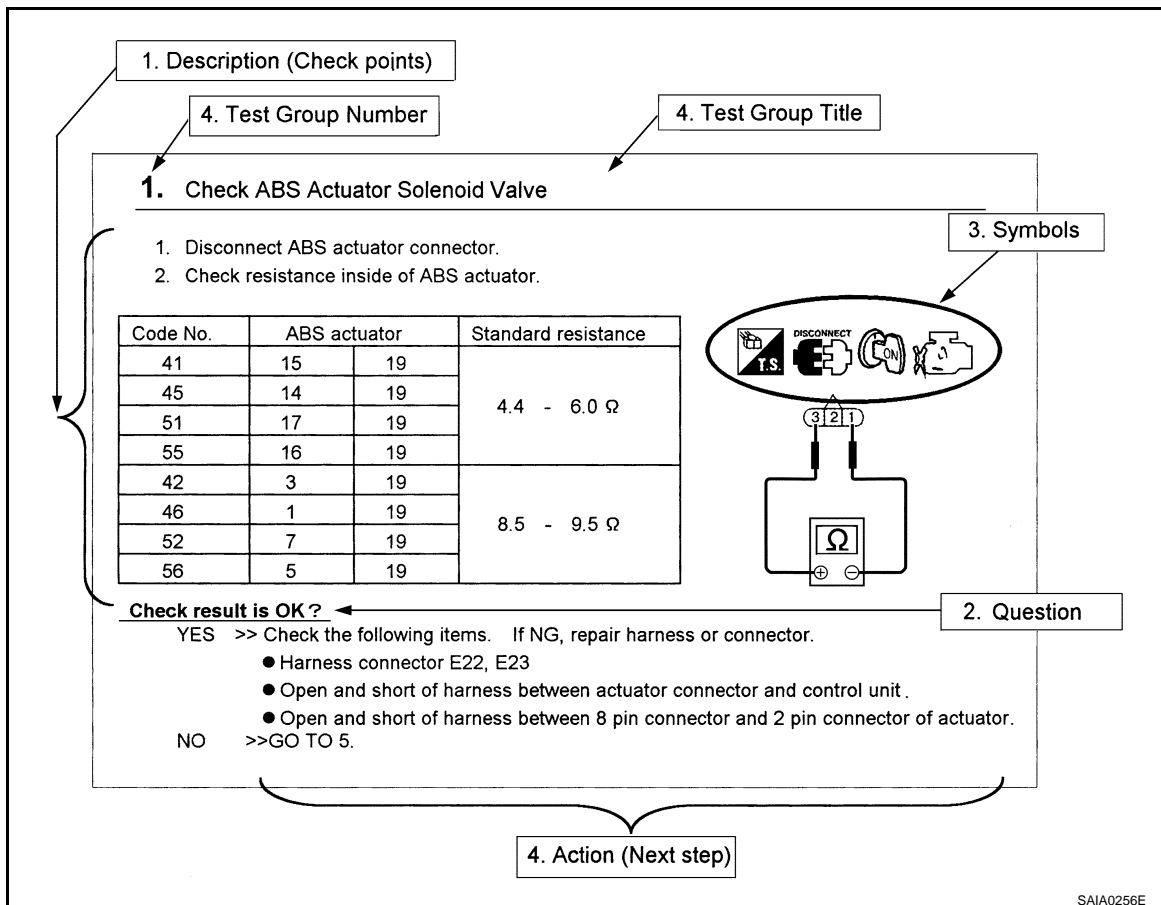 1. Description (Check points)
4. Test Group Number
4. Test Group Title
1. Check ABS Actuator Solenoid Valve
3. Symbols
1. Disconnect ABS actuator connector.
2. Check resistance inside of ABS actuator.
Code No. ABS actuator Standard resistance
41 15 19
45 14 19
4.4 - 6.0 Ω
51 17 19
55 16 19
42 3 19
46 1 19
8.5 - 9.5 Ω
52 7 19
56 5 19
T.S. DISCONNECT ON
3 2 1
Ω
⊕ ⊖
Check result is OK?
2. Question
YES >> Check the following items. If NG, repair harness or connector.
● Harness connector E22, E23
● Open and short of harness between actuator connector and control unit.
● Open and short of harness between 8 pin connector and 2 pin connector of actuator.
NO >>GO TO 5.
4. Action (Next step)
SAIA0256E